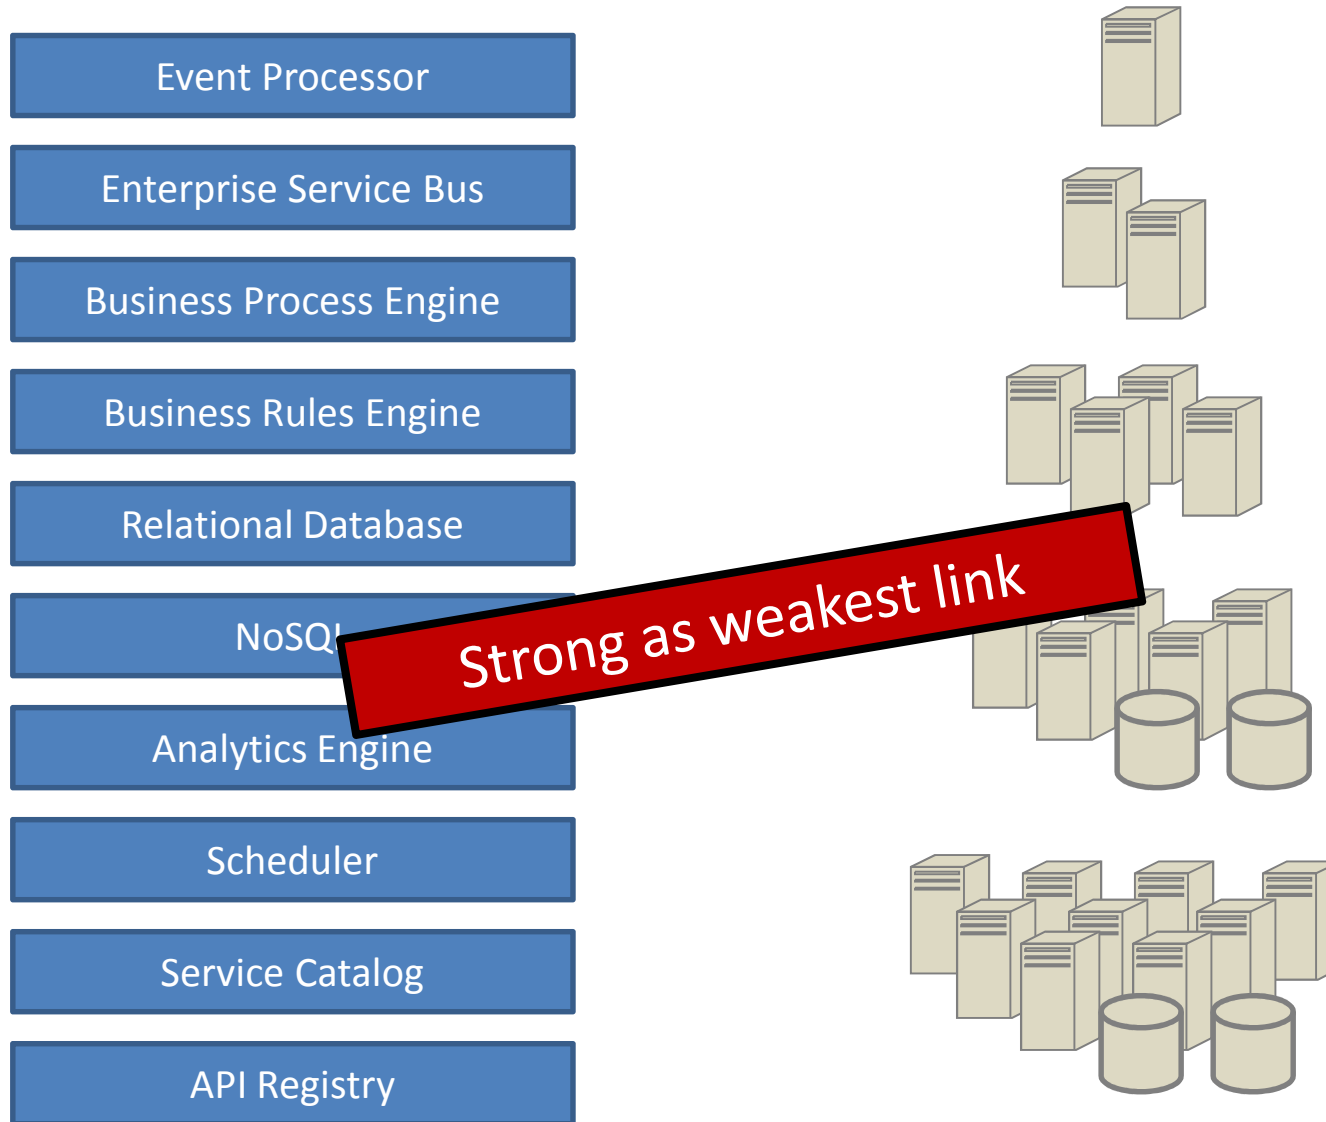 Event Processor
Enterprise Service Bus
Business Process Engine
Business Rules Engine
Relational Database
NoSQL
Strong as weakest link
Analytics Engine
Scheduler
Service Catalog
API Registry